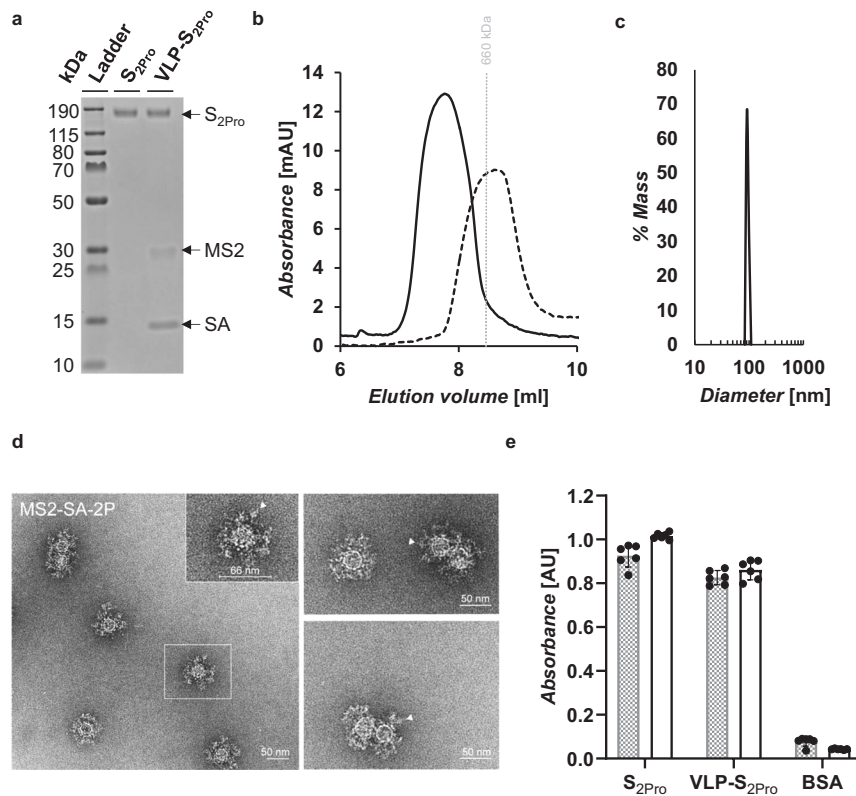 a
kDa
Ladder
S2Pro
VLP-S2Pro
190
115
80
70
50
30
25
15
10
S2Pro
MS2
SA
b
660 kDa
Absorbance [mAU]
14
12
10
8
6
4
2
0
6 8 10
Elution volume [ml]
c
% Mass
80
70
60
50
40
30
20
10
0
10 100 1000
Diameter [nm]
d
MS2-SA-2P
66 nm
50 nm
50 nm
50 nm
e
Absorbance [AU]
1.2
1.0
0.8
0.6
0.4
0.2
0.0
S2Pro VLP-S2Pro BSA